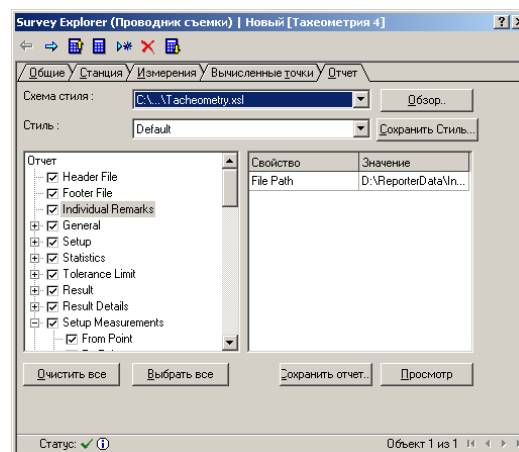 Survey Explorer (Проводник съемки) | Новый [Тахеометрия 4]
Общие Станция Измерения Вычисленные точки Отчет
Схема стиля : C:\...\Tacheometry.xsl Обзор..
Стиль : Default Сохранить Стиль...
Отчет
Header File
Footer File
Individual Remarks
General
Setup
Statistics
Tolerance Limit
Result
Result Details
Setup Measurements
From Point
Свойство Значение
File Path D:\ReporterData\In...
Очистить все Выбрать все Сохранить отчет.. Просмотр
Статус: Объект 1 из 1